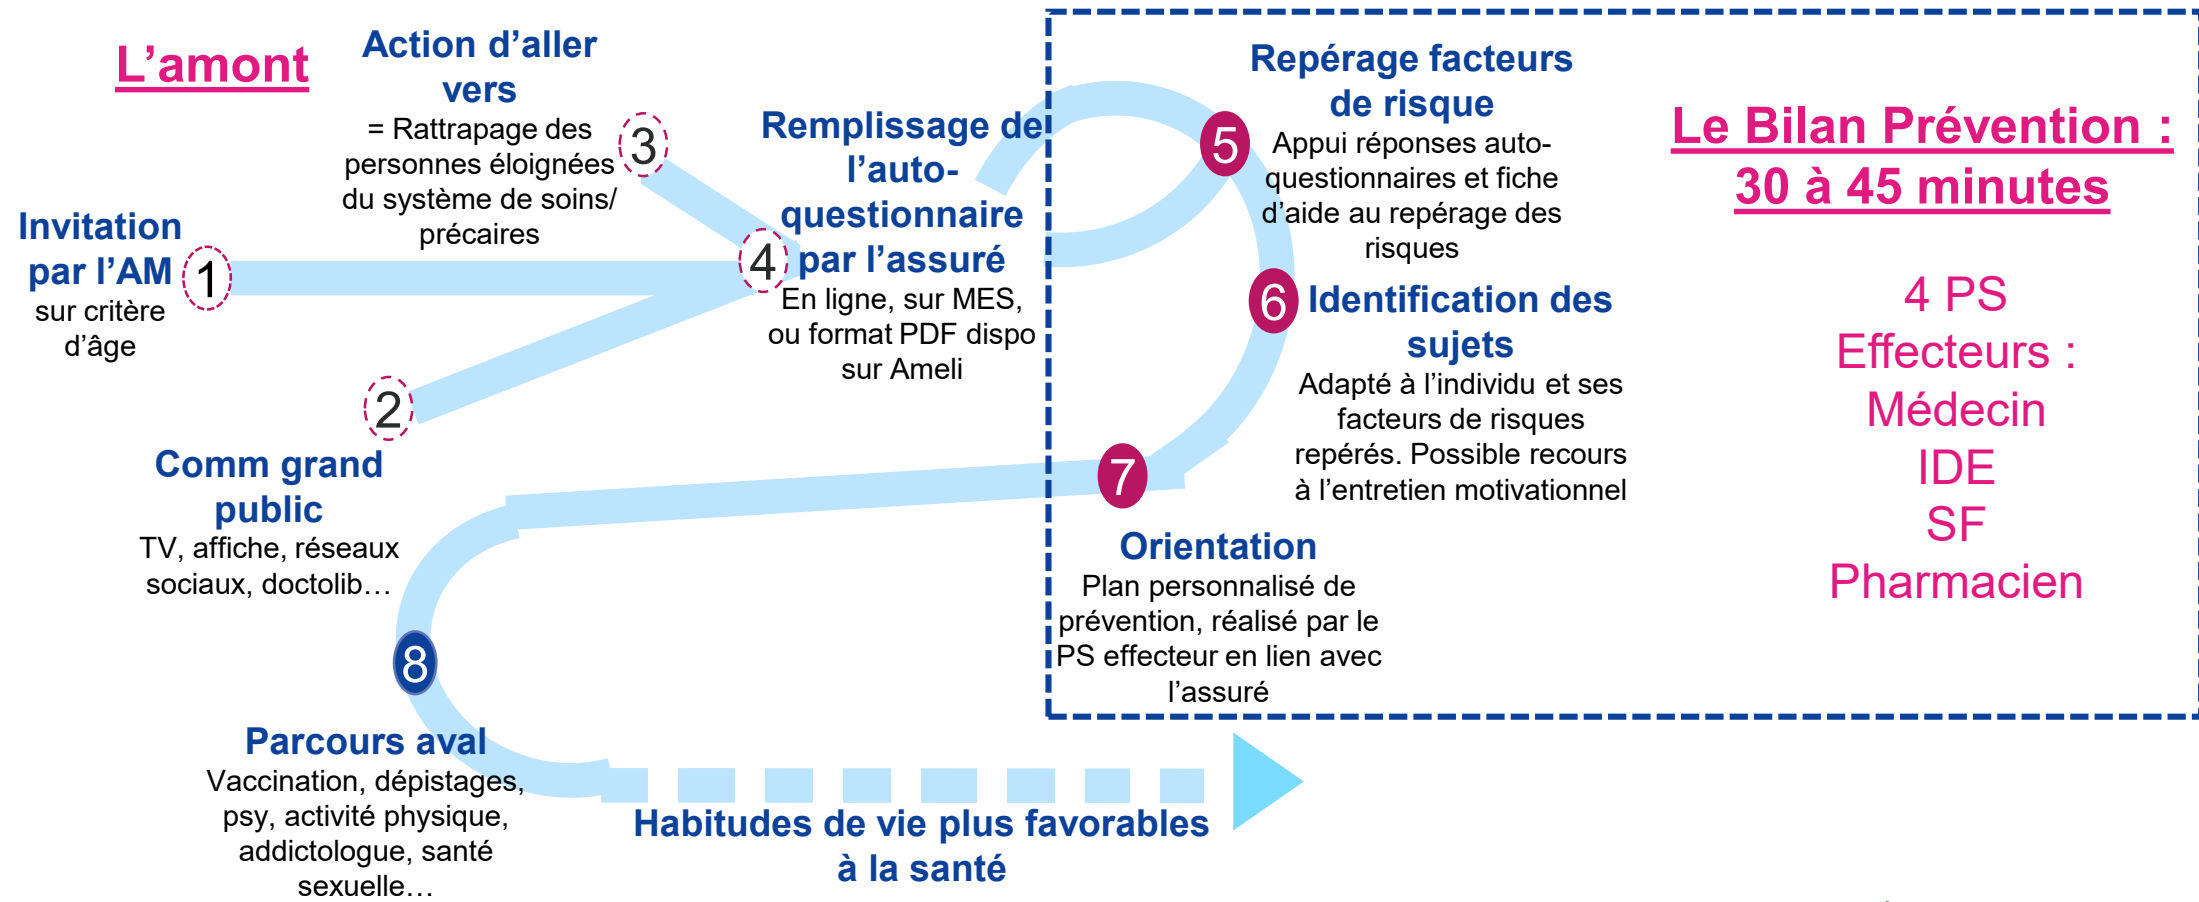 L’amont
Action d’aller
vers
= Rattrapage des
personnes éloignées
du système de soins/
précaires
3
Invitation
par l’AM
sur critère
d’âge
1
2
Comm grand
public
TV, affiche, réseaux
sociaux, doctolib…
4
Remplissage de
l’auto-
questionnaire
par l’assuré
En ligne, sur MES,
ou format PDF dispo
sur Ameli
5
Repérage facteurs
de risque
Appui réponses auto-
questionnaires et fiche
d’aide au repérage des
risques
6
Identification des
sujets
Adapté à l’individu et ses
facteurs de risques
repérés. Possible recours
à l’entretien motivationnel
7
Orientation
Plan personnalisé de
prévention, réalisé par le
PS effecteur en lien avec
l’assuré
Le Bilan Prévention :
30 à 45 minutes
4 PS
Effecteurs :
Médecin
IDE
SF
Pharmacien
8
Parcours aval
Vaccination, dépistages,
psy, activité physique,
addictologue, santé
sexuelle…
Habitudes de vie plus favorables
à la santé